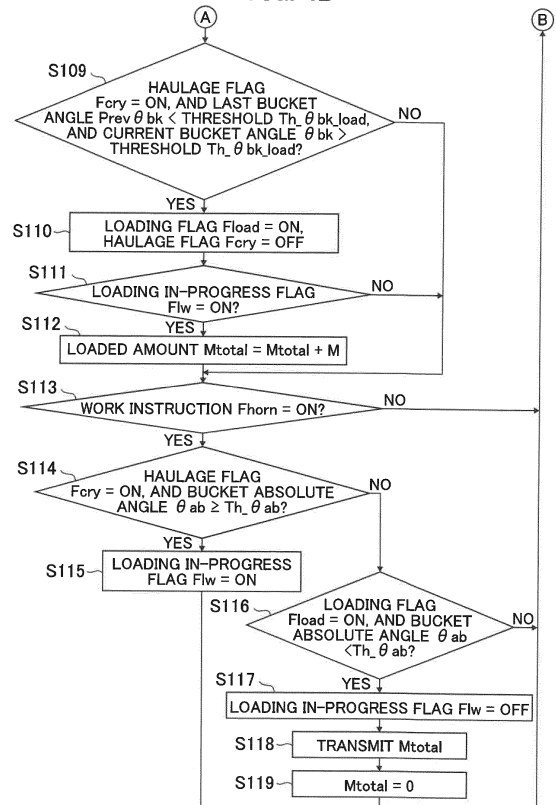 A
B
S109
HAULAGE FLAG
Fcry = ON, AND LAST BUCKET
ANGLE Prev θ bk < THRESHOLD Th_ θ bk_load,
AND CURRENT BUCKET ANGLE θ bk >
THRESHOLD Th_ θ bk_load?
NO
YES
S110
LOADING FLAG Fload = ON,
HAULAGE FLAG Fcry = OFF
S111
LOADING IN-PROGRESS FLAG
Flw = ON?
NO
YES
S112
LOADED AMOUNT Mtotal = Mtotal + M
S113
WORK INSTRUCTION Fhorn = ON?
NO
YES
S114
HAULAGE FLAG
Fcry = ON, AND BUCKET ABSOLUTE
ANGLE θ ab ≥ Th_ θ ab?
NO
YES
S115
LOADING IN-PROGRESS
FLAG Flw = ON
S116
LOADING FLAG
Fload = ON, AND BUCKET
ABSOLUTE ANGLE θ ab
<Th_ θ ab?
NO
YES
S117
LOADING IN-PROGRESS FLAG Flw = OFF
S118
TRANSMIT Mtotal
S119
Mtotal = 0